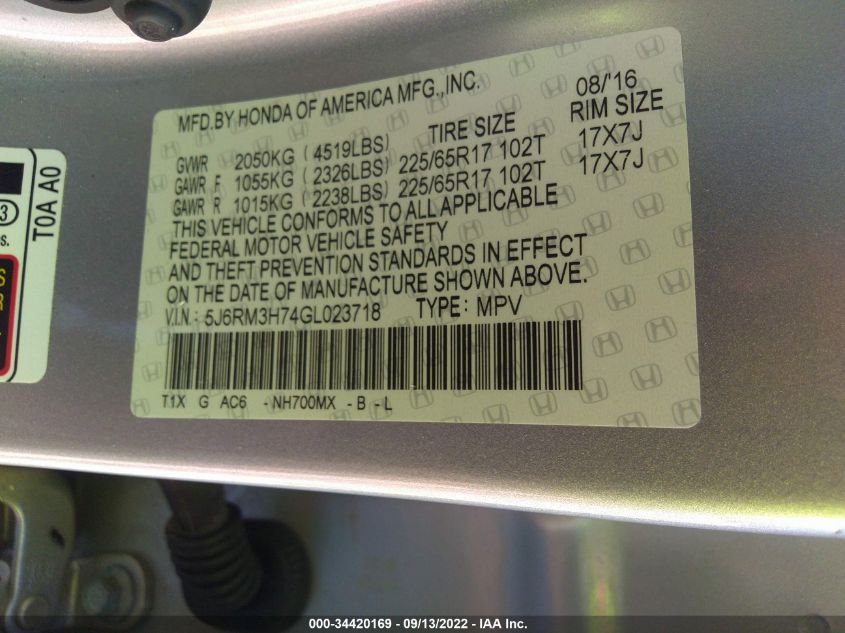 MFD.BY HONDA OF AMERICA MFG.,INC. 08/'16
TIRE SIZE RIM SIZE
GVWR 2050KG (4519LBS)
GAWR F 1055KG (2326LBS) 225/65R17 102T 17X7J
GAWR R 1015KG (2238LBS) 225/65R17 102T 17X7J
THIS VEHICLE CONFORMS TO ALL APPLICABLE
FEDERAL MOTOR VEHICLE SAFETY
AND THEFT PREVENTION STANDARDS IN EFFECT
ON THE DATE OF MANUFACTURE SHOWN ABOVE.
V.I.N.: 5J6RM3H74GL023718 TYPE: MPV
T1X G AC6 -NH700MX -B-L
T0A A0
3
000-34420169 - 09/13/2022 - IAA Inc.